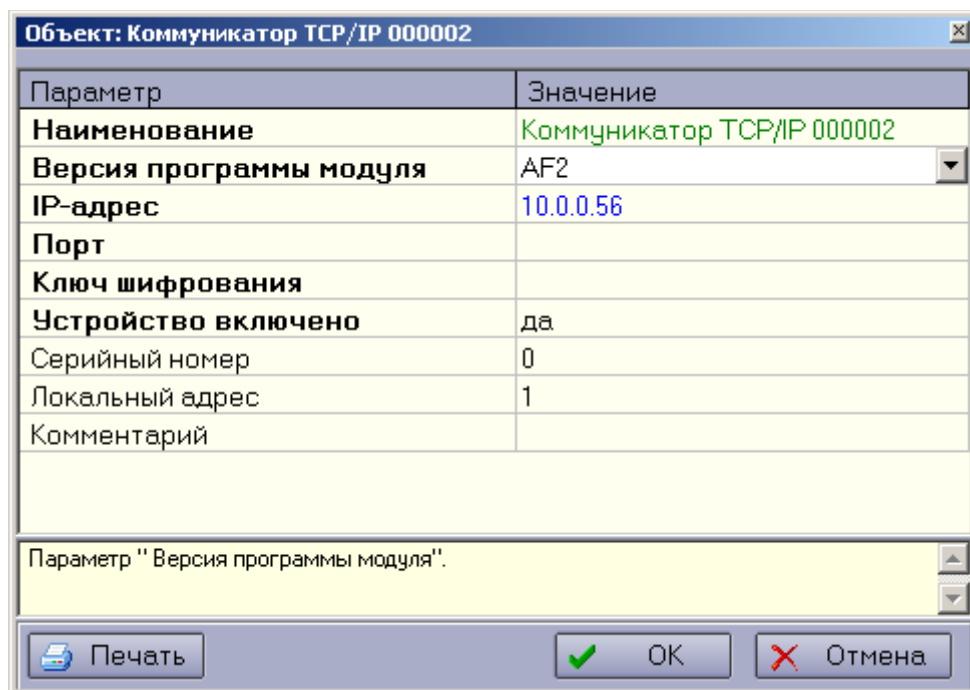 Объект: Коммуникатор TCP/IP 000002
Параметр Значение
Наименование Коммуникатор TCP/IP 000002
Версия программы модуля AF2
IP-адрес 10.0.0.56
Порт
Ключ шифрования
Устройство включено да
Серийный номер 0
Локальный адрес 1
Комментарий
Параметр " Версия программы модуля".
Печать OK Отмена